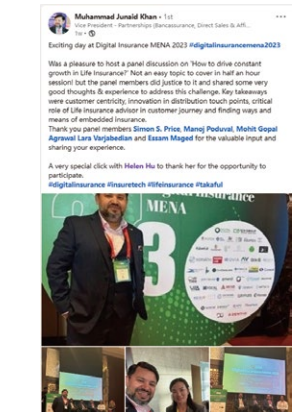 Muhammad Junaid Khan • 1st
Vice President - Partnerships (Bancassurance, Direct Sales & Affi...
1w •
Exciting day at Digital Insurance MENA 2023 #digitalinsurancemena2023
Was a pleasure to host a panel discussion on 'How to drive constant
growth in Life Insurance?' Not an easy topic to cover in half an hour
session! but the panel members did justice to it and shared some very
good thoughts & experience to address this challenge. Key takeaways
were customer centricity, innovation in distribution touch points, critical
role of Life insurance advisor in customer journey and finding ways and
means of embedded insurance.
Thank you panel members Simon S. Price, Manoj Poduval, Mohit Gopal
Agrawal Lara Varjabedian and Essam Maged for the valuable input and
sharing your experience.
A very special click with Helen Hu to thank her for the opportunity to
participate.
#digitalinsurance #insuretech #lifeinsurance #takaful
Insurance
MENA
3